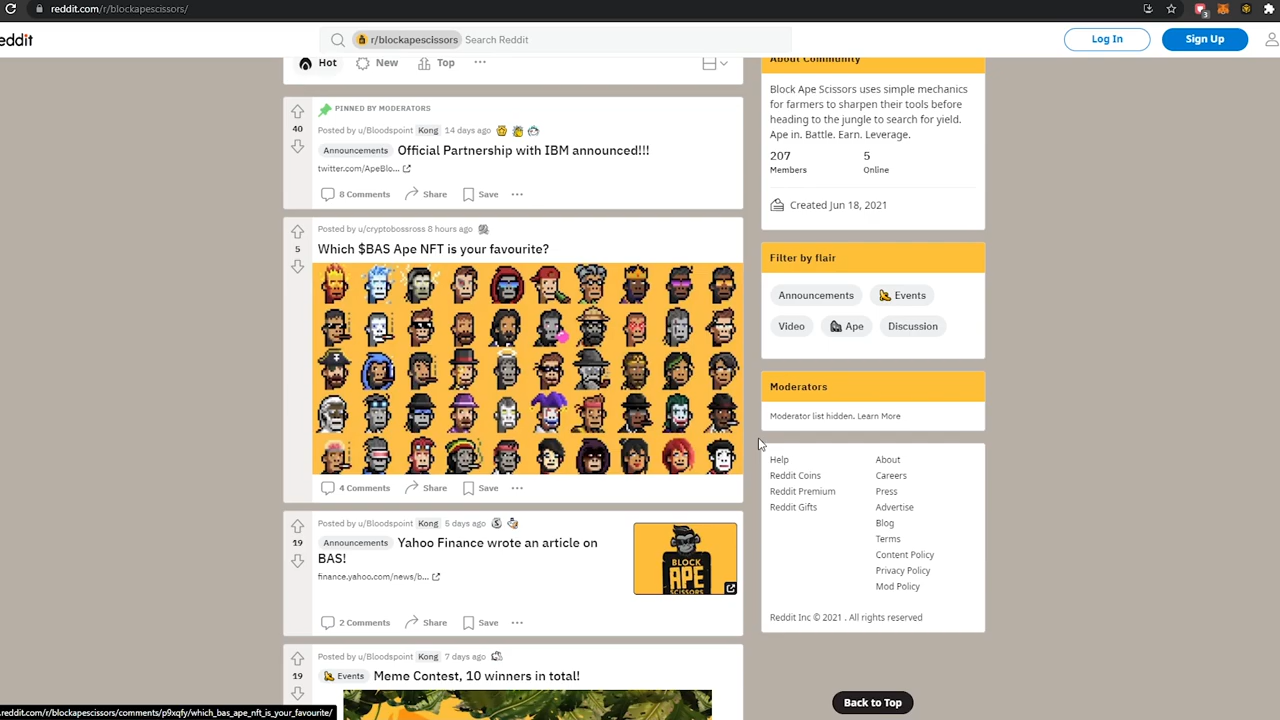 reddit.com/r/blockapescissors/
3
eddit
r/blockapescissors Search Reddit
Log In
Sign Up
Hot
New
Top
PINNED BY MODERATORS
40
Posted by u/Bloodspoint Kong 14 days ago
Announcements Official Partnership with IBM announced!!!
twitter.com/ApeBlo...
8 Comments Share Save
Posted by u/cryptobossross 8 hours ago
5
Which $BAS Ape NFT is your favourite?
4 Comments Share Save
Posted by u/Bloodspoint Kong 5 days ago
19
Announcements Yahoo Finance wrote an article on
BAS!
finance.yahoo.com/news/b...
BLOCK
APE
SCISSORS
2 Comments Share Save
Posted by u/Bloodspoint Kong 7 days ago
19
Events Meme Contest, 10 winners in total!
.reddit.com/r/blockapescissors/comments/p9xqfy/which_bas_ape_nft_is_your_favourite/
About Community
Block Ape Scissors uses simple mechanics
for farmers to sharpen their tools before
heading to the jungle to search for yield.
Ape in. Battle. Earn. Leverage.
207 5
Members Online
Created Jun 18, 2021
Filter by flair
Announcements Events
Video Ape Discussion
Moderators
Moderator list hidden. Learn More
Help About
Reddit Coins Careers
Reddit Premium Press
Reddit Gifts Advertise
Blog
Terms
Content Policy
Privacy Policy
Mod Policy
Reddit Inc © 2021 . All rights reserved
Back to Top